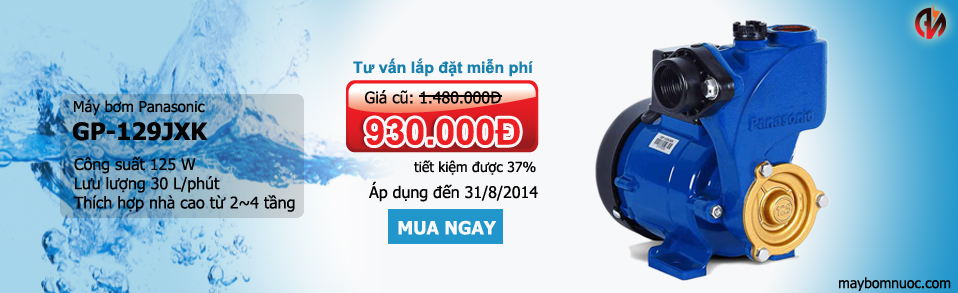 Máy bơm Panasonic
GP-129JXK
Công suất 125 W
Lưu lượng 30 L/phút
Thích hợp nhà cao từ 2~4 tầng
Tư vấn lắp đặt miễn phí
Giá cũ: 1.480.000Đ
930.000Đ
tiết kiệm được 37%
Áp dụng đến 31/8/2014
MUA NGAY
Panasonic
125
maybomnuoc.com